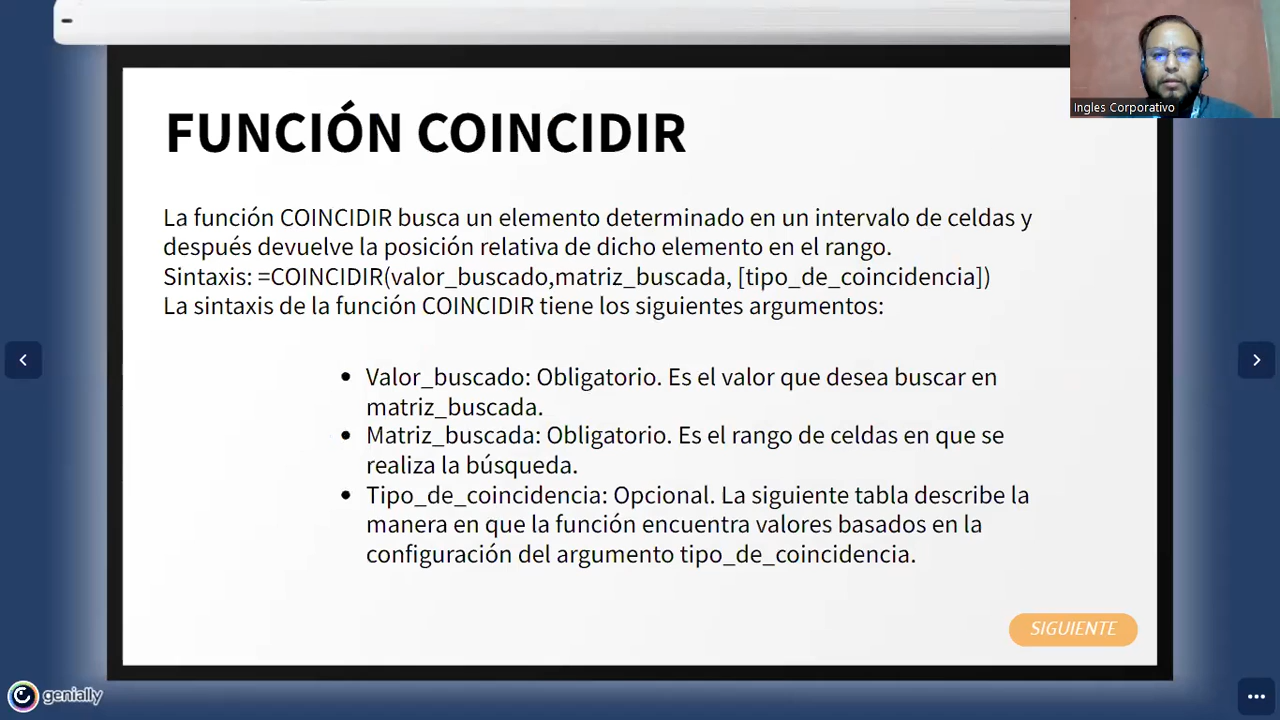 Ingles Corporativo
FUNCIÓN COINCIDIR
La función COINCIDIR busca un elemento determinado en un intervalo de celdas y
después devuelve la posición relativa de dicho elemento en el rango.
Sintaxis: =COINCIDIR(valor_buscado,matriz_buscada, [tipo_de_coincidencia])
La sintaxis de la función COINCIDIR tiene los siguientes argumentos:
• Valor_buscado: Obligatorio. Es el valor que desea buscar en
matriz_buscada.
• Matriz_buscada: Obligatorio. Es el rango de celdas en que se
realiza la búsqueda.
• Tipo_de_coincidencia: Opcional. La siguiente tabla describe la
manera en que la función encuentra valores basados en la
configuración del argumento tipo_de_coincidencia.
SIGUIENTE
genially